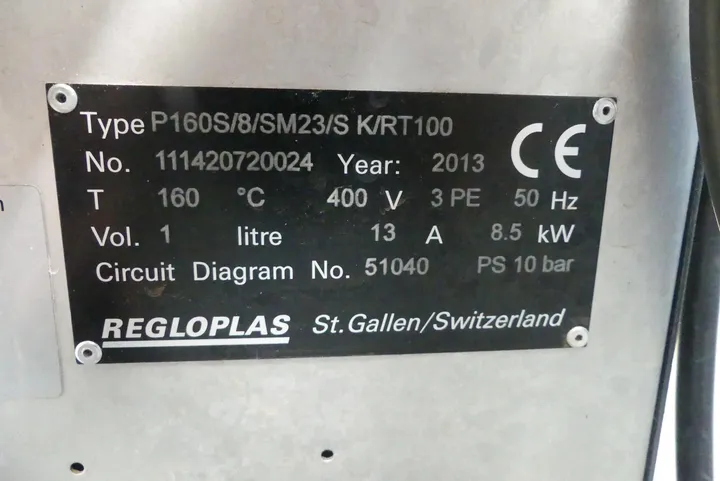 Type P160S/8/SM23/S K/RT100
No. 111420720024 Year: 2013 CE
T 160 °C 400 V 3 PE 50 Hz
Vol. 1 litre 13 A 8.5 kW
Circuit Diagram No. 51040 PS 10 bar
REGLOPLAS St. Gallen/Switzerland